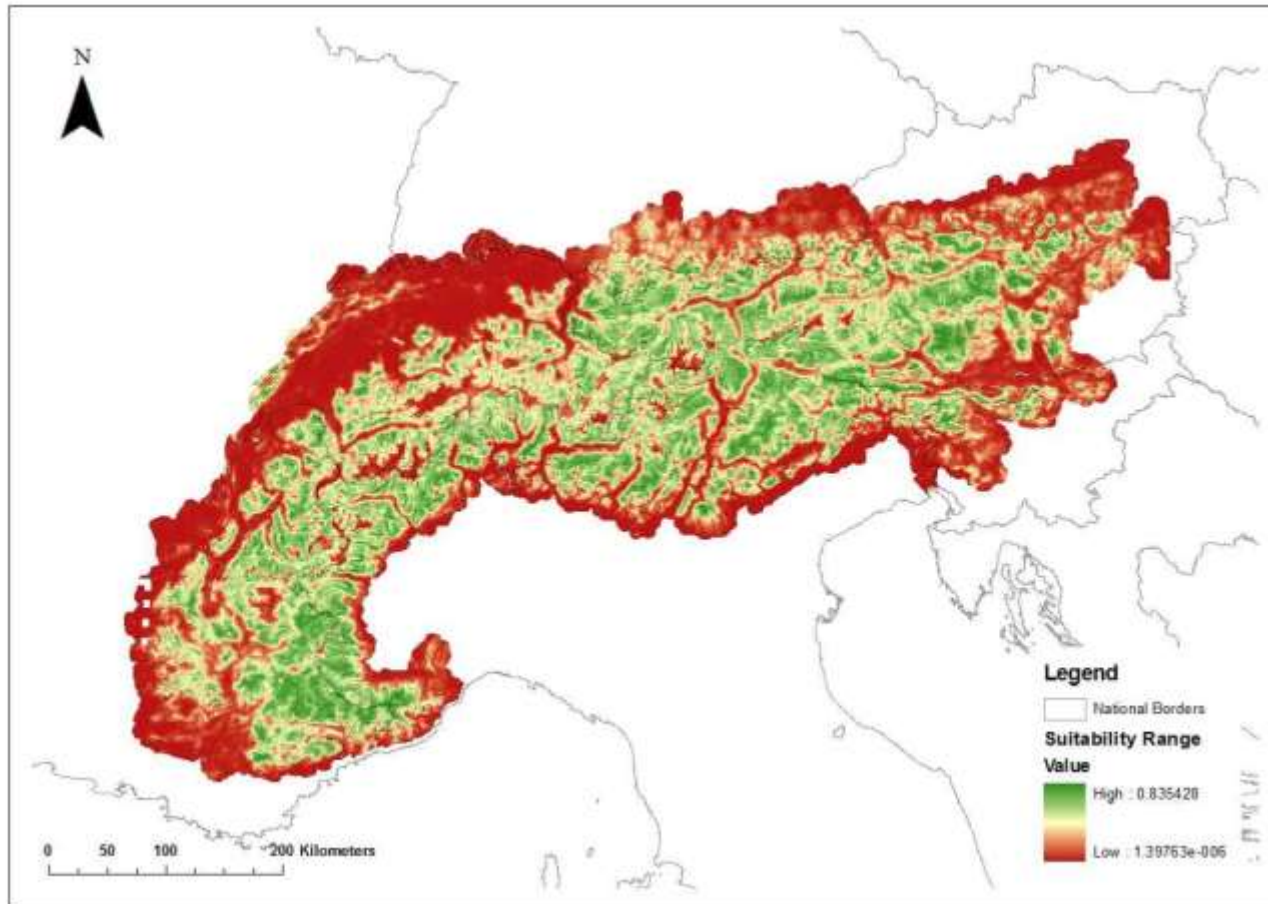 N
Legend
National Borders
Suitability Range
Value
High : 0.835428
Low : 1.39763e-006
0 50 100 200 Kilometers